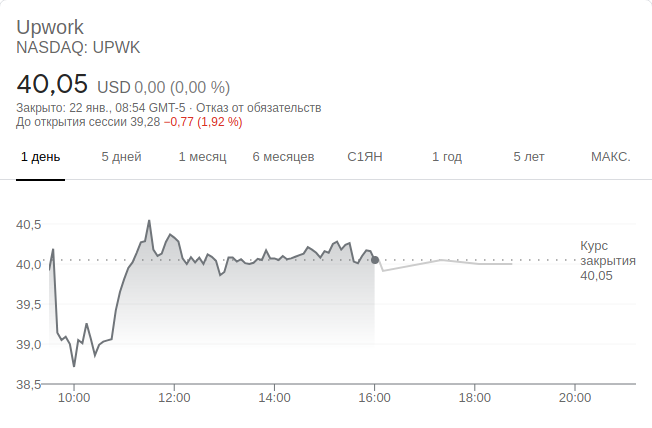 Upwork
NASDAQ: UPWK
40,05 USD 0,00 (0,00 %)
Закрыто: 22 янв., 08:54 GMT-5 · Отказ от обязательств
До открытия сессии 39,28 −0,77 (1,92 %)
1 день 5 дней 1 месяц 6 месяцев С1ЯН 1 год 5 лет МАКС.
40,5
40,0
39,5
39,0
38,5
Курс
закрытия
40,05
10:00 12:00 14:00 16:00 18:00 20:00